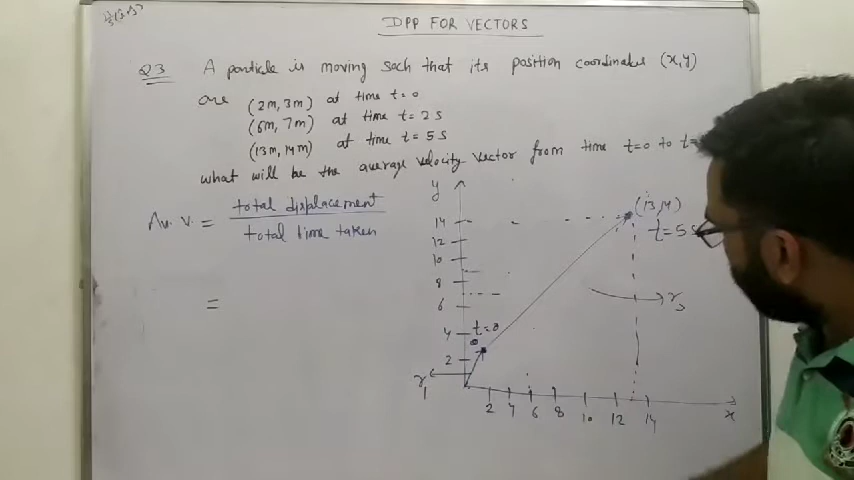 DPP FOR VECTORS
Q3 A particle is moving such that its position coordinates (x,y)
are (2m, 3m) at time t=0
(6m, 7m) at time t= 2 s
(13m, 14m) at time t= 5 s
what will be the average velocity vector from time t=0 to t=
Av. V. = total displacement
total time taken
=
y
14
12
10
8
6
4
2
t=0
(13,14)
t=5s
r
r
1
2 4 6 8 10 12 14
x